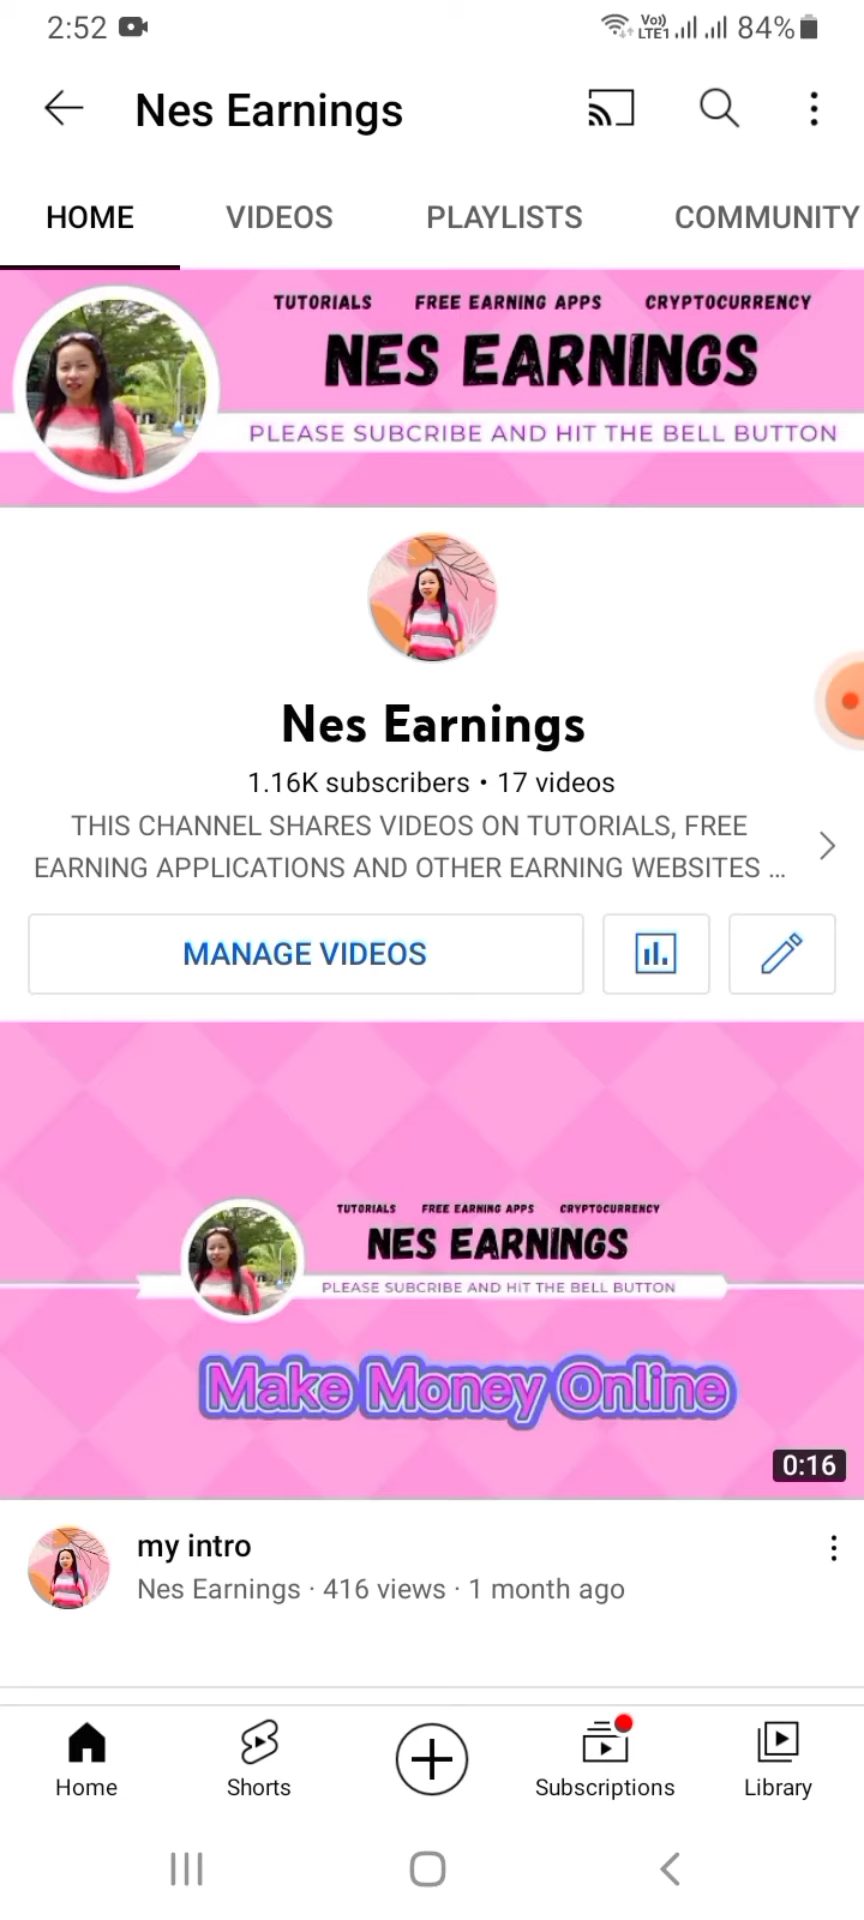 2:52
Vo)) LTE1 84%
Nes Earnings
HOME VIDEOS PLAYLISTS COMMUNITY
TUTORIALS FREE EARNING APPS CRYPTOCURRENCY
NES EARNINGS
PLEASE SUBCRIBE AND HIT THE BELL BUTTON
Nes Earnings
1.16K subscribers • 17 videos
THIS CHANNEL SHARES VIDEOS ON TUTORIALS, FREE
EARNING APPLICATIONS AND OTHER EARNING WEBSITES ...
MANAGE VIDEOS
TUTORIALS FREE EARNING APPS CRYPTOCURRENCY
NES EARNINGS
PLEASE SUBCRIBE AND HIT THE BELL BUTTON
Make Money Online
0:16
my intro
Nes Earnings · 416 views · 1 month ago
Home Shorts Subscriptions Library